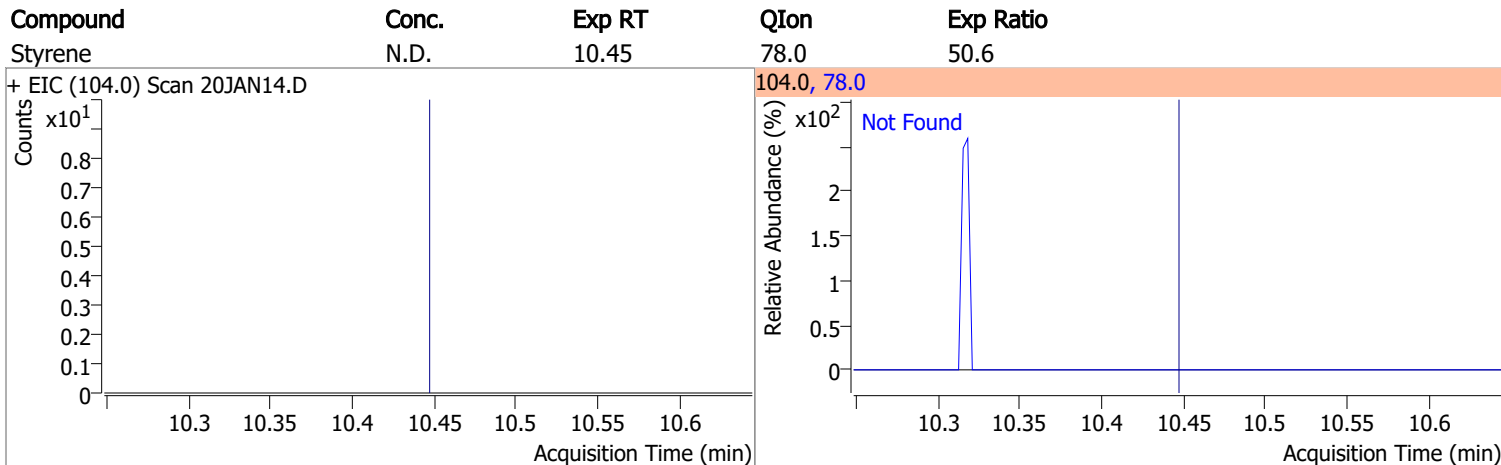 Compound Conc. Exp RT QIon Exp Ratio
Styrene N.D. 10.45 78.0 50.6
+ EIC (104.0) Scan 20JAN14.D
Counts
x10¹
0.8
0.7
0.6
0.5
0.4
0.3
0.2
0.1
0
10.3 10.35 10.4 10.45 10.5 10.55 10.6
Acquisition Time (min)
104.0, 78.0
Relative Abundance (%)
x10²
Not Found
2
1.5
1
0.5
0
10.3 10.35 10.4 10.45 10.5 10.55 10.6
Acquisition Time (min)